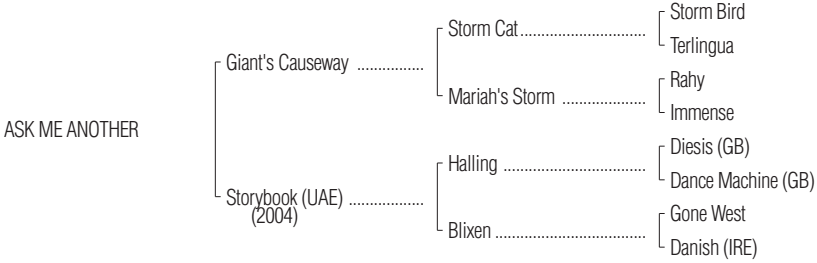 Storm Bird
Storm Cat..............................
Terlingua
Giant's Causeway ................
Rahy
Mariah's Storm ....................
Immense
ASK ME ANOTHER
Diesis (GB)
Halling ..................................
Dance Machine (GB)
Storybook (UAE) ..................
(2004)
Gone West
Blixen ....................................
Danish (IRE)